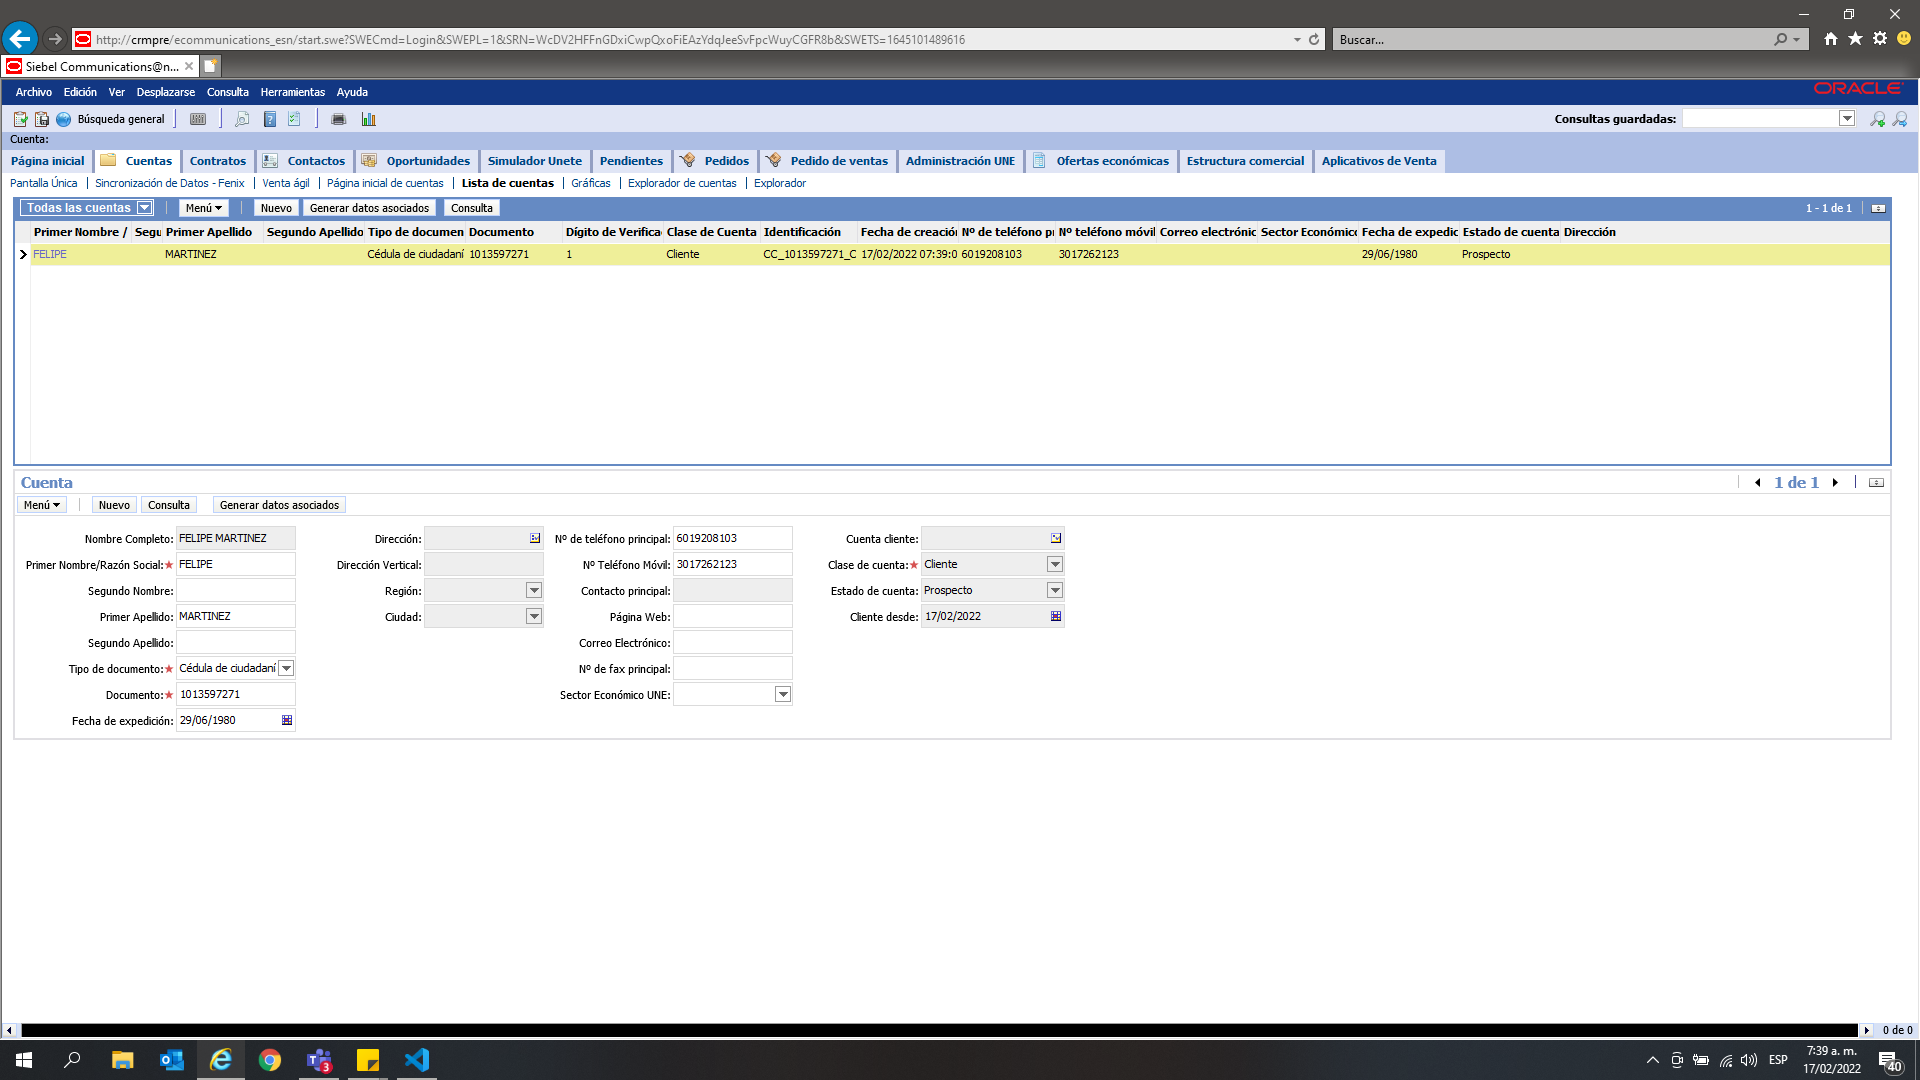 http://crmpre/ecommunications_esn/start.swe?SWECmd=Login&SWEPL=1&SRN=WcDV2HFFnGDxiCwpQxoFiEAzYdqJeeSvFpcWuyCGFR8b&SWETS=1645101489616
Buscar...
Siebel Communications@n...
Archivo Edición Ver Desplazarse Consulta Herramientas Ayuda
ORACLE
Búsqueda general
Consultas guardadas:
Cuenta:
Página inicial Cuentas Contratos Contactos Oportunidades Simulador Unete Pendientes Pedidos Pedido de ventas Administración UNE Ofertas económicas Estructura comercial Aplicativos de Venta
Pantalla Única Sincronización de Datos - Fenix Venta ágil Página inicial de cuentas Lista de cuentas Gráficas Explorador de cuentas Explorador
Todas las cuentas Menú Nuevo Generar datos asociados Consulta 1 - 1 de 1
Primer Nombre / Segu Primer Apellido Segundo Apellido Tipo de documen Documento Dígito de Verifica Clase de Cuenta Identificación Fecha de creació Nº de teléfono p Nº teléfono móvil Correo electrónic Sector Económico Fecha de expedic Estado de cuenta Dirección
FELIPE MARTINEZ Cédula de ciudadaní 1013597271 1 Cliente CC_1013597271_C 17/02/2022 07:39:0 6019208103 3017262123 29/06/1980 Prospecto
Cuenta
1 de 1
Menú Nuevo Consulta Generar datos asociados
Nombre Completo: FELIPE MARTINEZ Dirección: Nº de teléfono principal: 6019208103 Cuenta cliente:
Primer Nombre/Razón Social:★ FELIPE Dirección Vertical: Nº Teléfono Móvil: 3017262123 Clase de cuenta:★ Cliente
Segundo Nombre: Región: Contacto principal: Estado de cuenta: Prospecto
Primer Apellido: MARTINEZ Ciudad: Página Web: Cliente desde: 17/02/2022
Segundo Apellido: Correo Electrónico:
Tipo de documento:★ Cédula de ciudadaní Nº de fax principal:
Documento:★ 1013597271 Sector Económico UNE:
Fecha de expedición: 29/06/1980
0 de 0
3
ESP
7:39 a. m.
17/02/2022
40